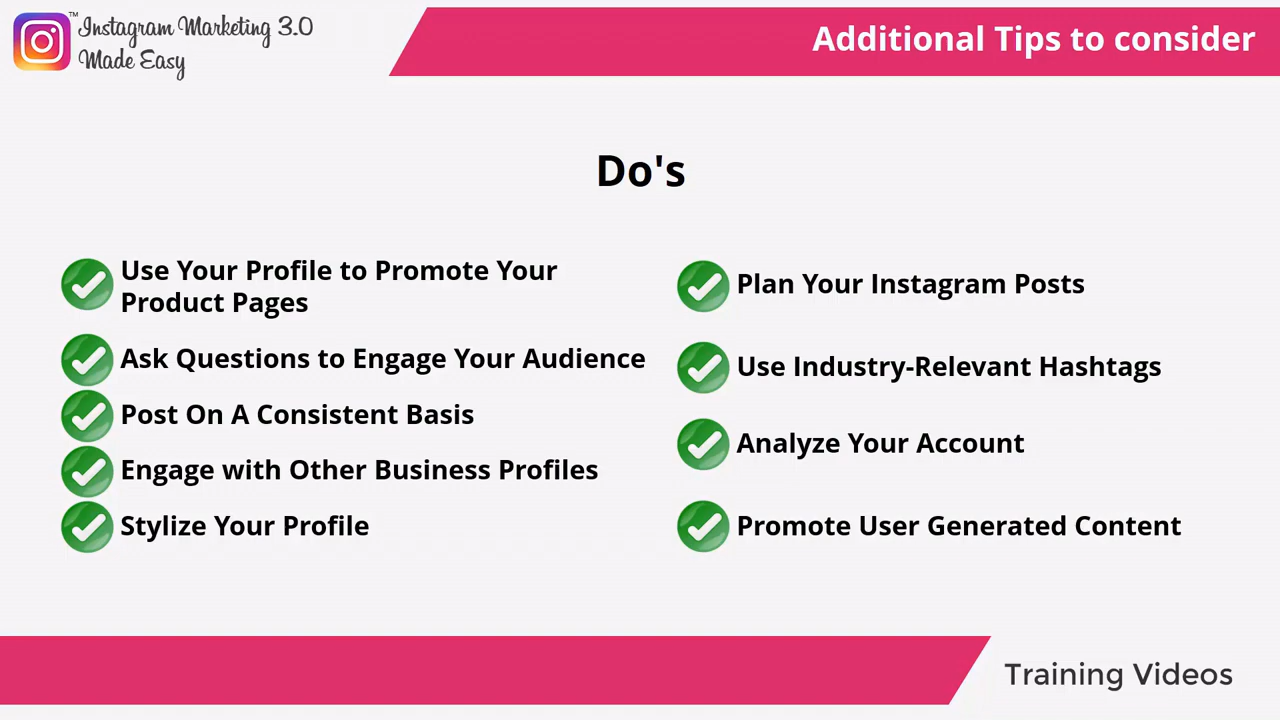 ™
Instagram Marketing 3.0
Made Easy
Additional Tips to consider
Do's
Use Your Profile to Promote Your
Product Pages
Ask Questions to Engage Your Audience
Post On A Consistent Basis
Engage with Other Business Profiles
Stylize Your Profile
Plan Your Instagram Posts
Use Industry-Relevant Hashtags
Analyze Your Account
Promote User Generated Content
Training Videos